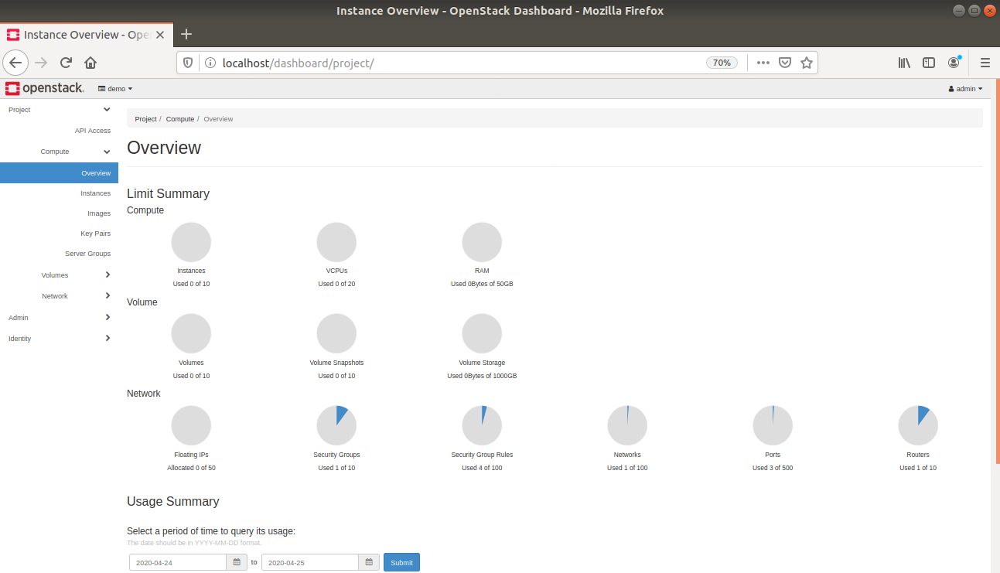 Instance Overview - OpenStack Dashboard - Mozilla Firefox
Instance Overview - Ope
localhost/dashboard/project/
70%
openstack.
demo
admin
Project
API Access
Compute
Overview
Instances
Images
Key Pairs
Server Groups
Volumes
Network
Admin
Identity
Project / Compute / Overview
Overview
Limit Summary
Compute
Instances
Used 0 of 10
VCPUs
Used 0 of 20
RAM
Used 0Bytes of 50GB
Volume
Volumes
Used 0 of 10
Volume Snapshots
Used 0 of 10
Volume Storage
Used 0Bytes of 1000GB
Network
Floating IPs
Allocated 0 of 50
Security Groups
Used 1 of 10
Security Group Rules
Used 4 of 100
Networks
Used 1 of 100
Ports
Used 3 of 500
Routers
Used 1 of 10
Usage Summary
Select a period of time to query its usage:
The date should be in YYYY-MM-DD format.
2020-04-24 to 2020-04-25 Submit